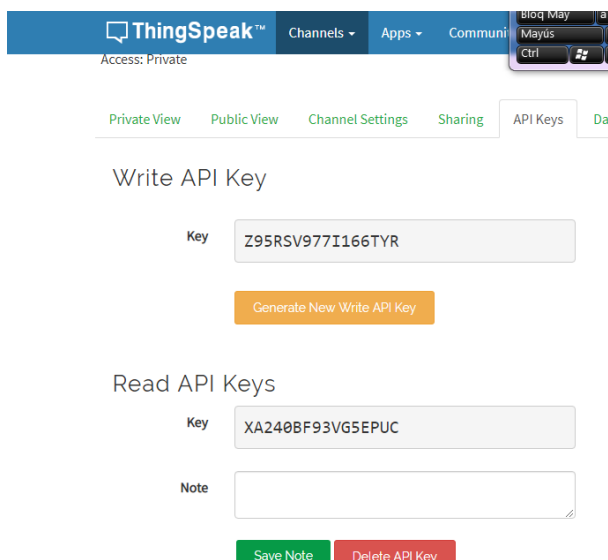 ThingSpeak™ Channels Apps Communi
Bloq May a
Mayús
Ctrl
Access: Private
Private View Public View Channel Settings Sharing API Keys Da
Write API Key
Key Z95RSV977I166TYR
Generate New Write API Key
Read API Keys
Key XA240BF93VG5EPUC
Note
Save Note Delete API Key